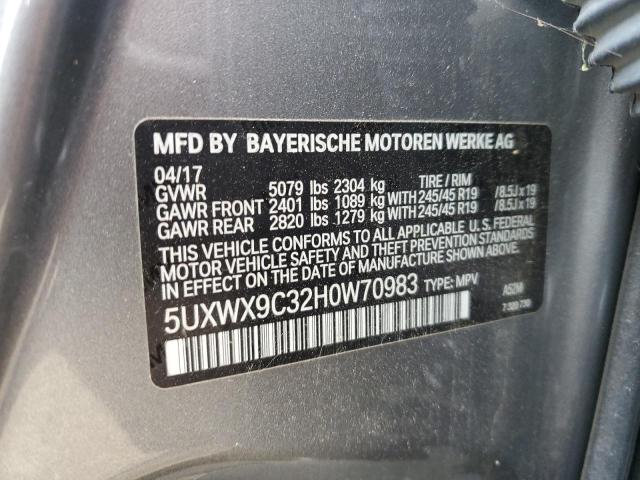 MFD BY BAYERISCHE MOTOREN WERKE AG
04/17
GVWR 5079 lbs 2304 kg TIRE / RIM
GAWR FRONT 2401 lbs 1089 kg WITH 245/45 R19 /8.5J x 19
GAWR REAR 2820 lbs 1279 kg WITH 245/45 R19 /8.5J x 19
THIS VEHICLE CONFORMS TO ALL APPLICABLE U.S. FEDERAL
MOTOR VEHICLE SAFETY AND THEFT PREVENTION STANDARDS
IN EFFECT ON THE DATE OF MANUFACTURE SHOWN ABOVE.
5UXWX9C32H0W70983 TYPE: MPV